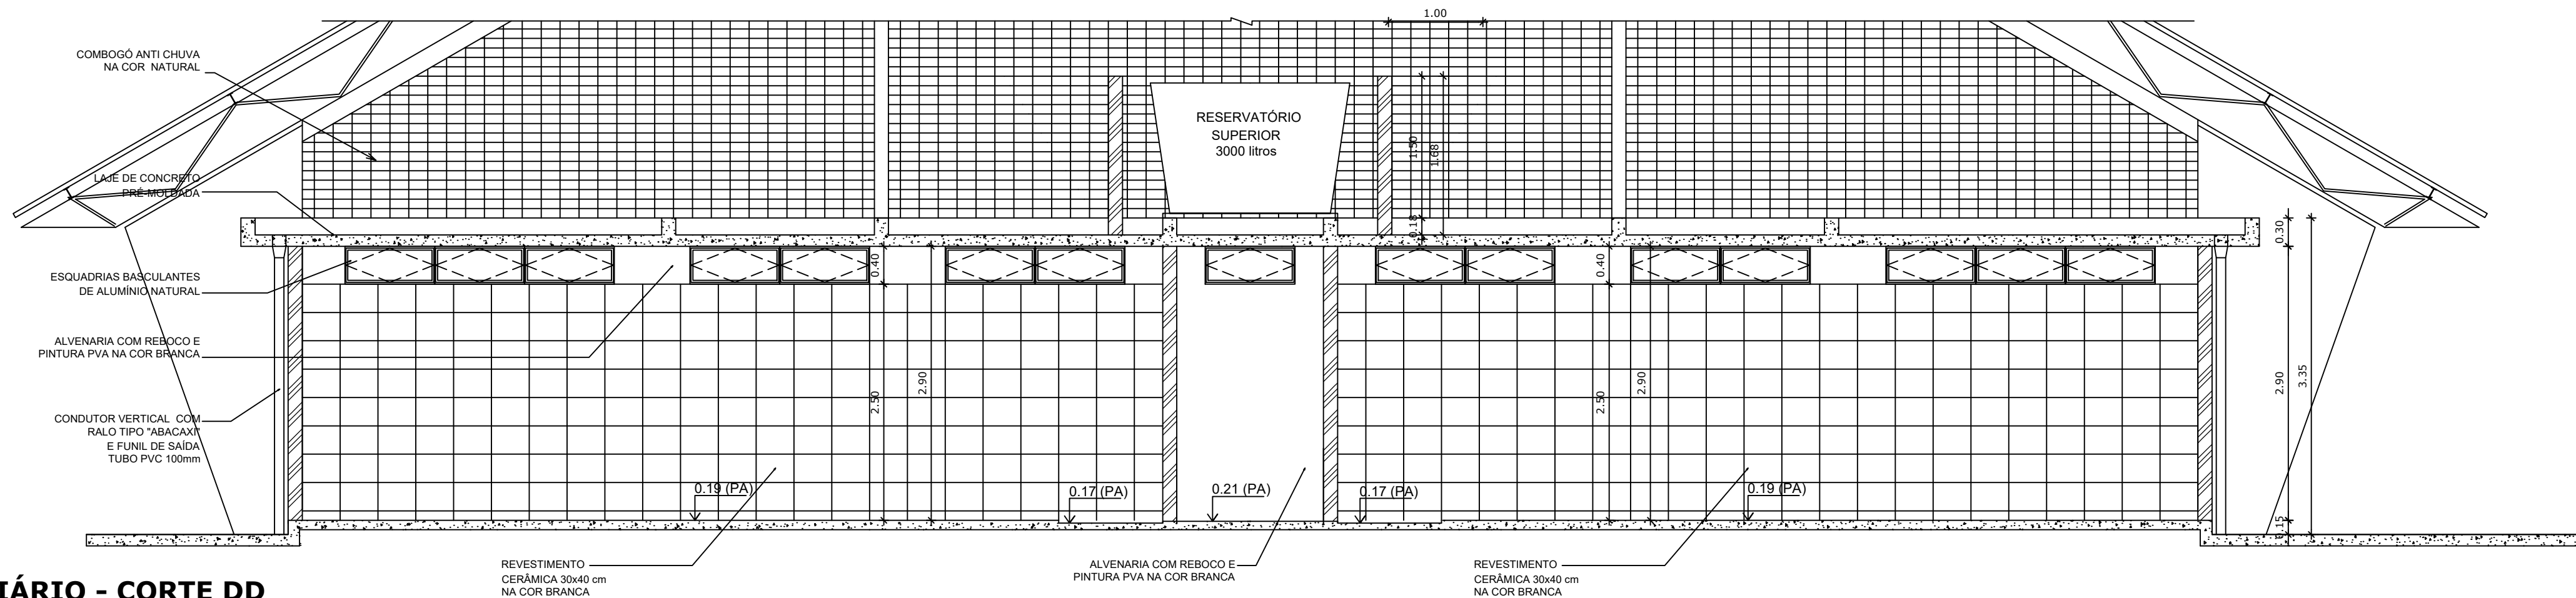 1.00
COMBOGÓ ANTI CHUVA
NA COR NATURAL
RESERVATÓRIO
SUPERIOR
3000 litros
1.50
1.68
LAJE DE CONCRETO
PRÉ-MOLDADA
0.18
0.30
ESQUADRIAS BASCULANTES
DE ALUMÍNIO NATURAL
0.40
0.40
ALVENARIA COM REBOCO E
PINTURA PVA NA COR BRANCA
2.50
2.90
2.50
2.90
2.90
3.35
CONDUTOR VERTICAL COM
RALO TIPO "ABACAXI"
E FUNIL DE SAÍDA
TUBO PVC 100mm
0.19 (PA)
0.17 (PA)
0.21 (PA)
0.17 (PA)
0.19 (PA)
0.15
REVESTIMENTO
CERÂMICA 30x40 cm
NA COR BRANCA
ALVENARIA COM REBOCO E
PINTURA PVA NA COR BRANCA
REVESTIMENTO
CERÂMICA 30x40 cm
NA COR BRANCA
IÁRIO - CORTE DD